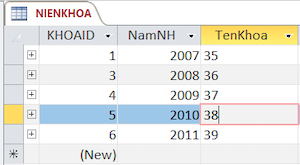 NIENKHOA
KHOAID NamNH TenKhoa
1 2007 35
3 2008 36
4 2009 37
5 2010 38
6 2011 39
(New)